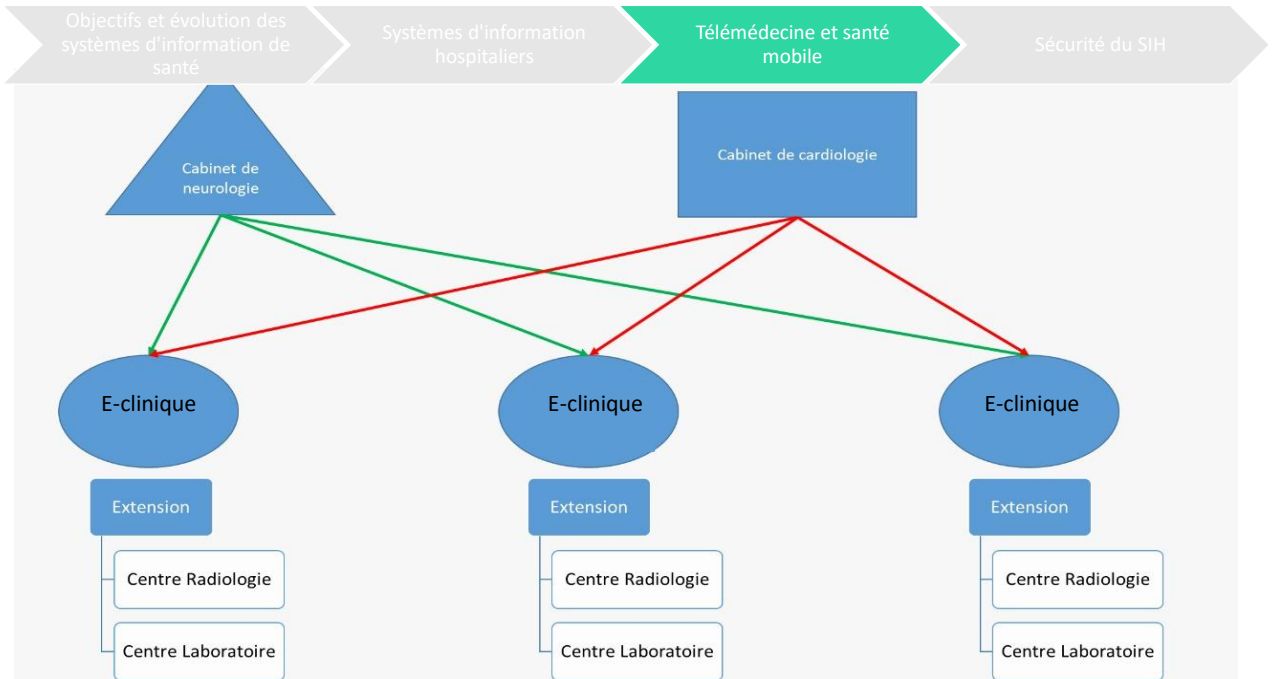 Objectifs et évolution des
systèmes d'information de
santé
Systèmes d'information
hospitaliers
Télémédecine et santé
mobile
Sécurité du SIH
Cabinet de
neurologie
Cabinet de cardiologie
E-clinique
E-clinique
E-clinique
Extension
Extension
Extension
Centre Radiologie
Centre Radiologie
Centre Radiologie
Centre Laboratoire
Centre Laboratoire
Centre Laboratoire